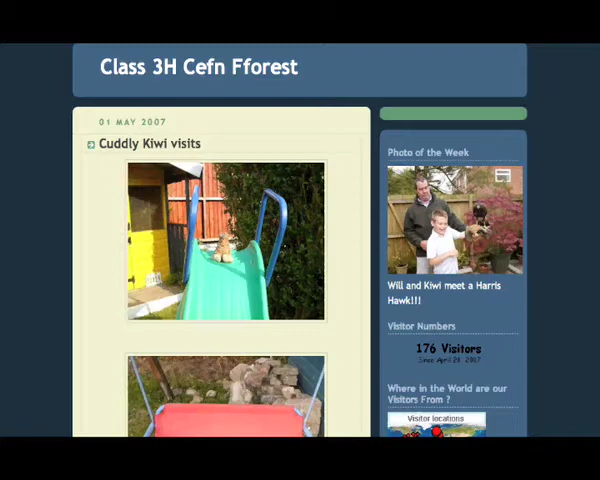 Class 3H Cefn Fforest
01 MAY 2007
Cuddly Kiwi visits
Photo of the Week
Will and Kiwi meet a Harris
Hawk!!!
Visitor Numbers
176 Visitors
Since April 28, 2007
Where in the World are our
Visitors From ?
Visitor locations